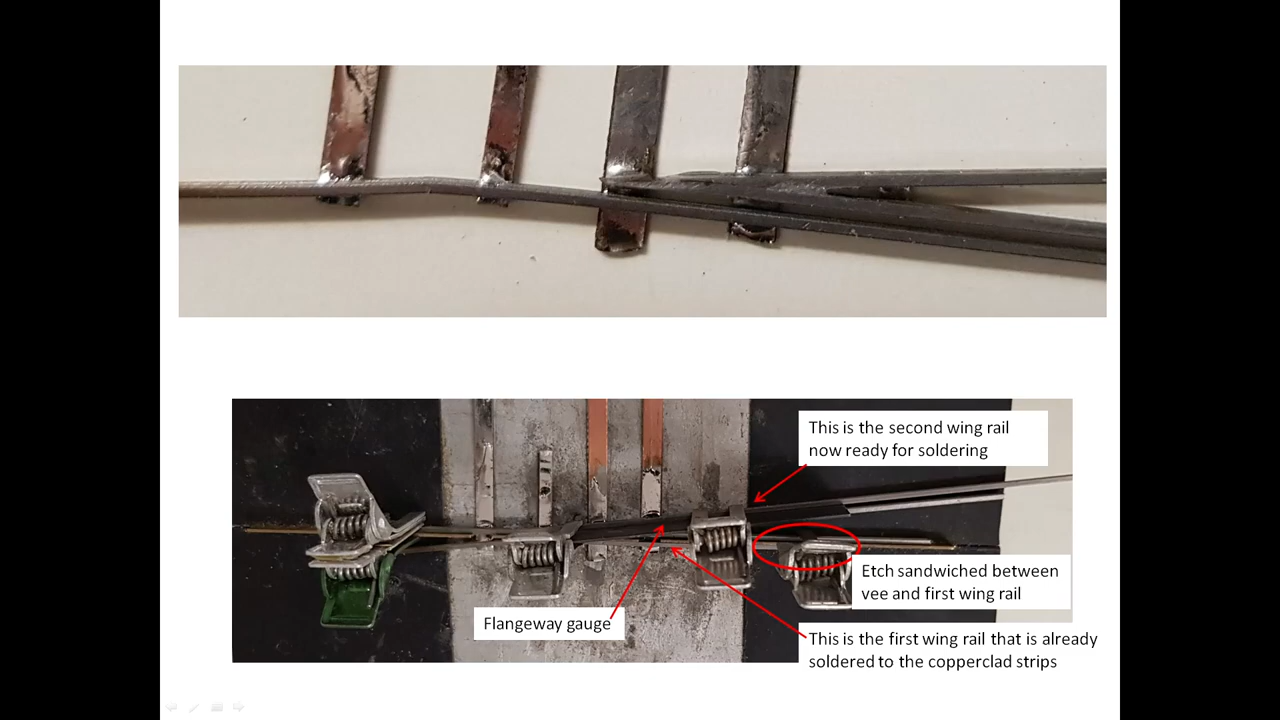 This is the second wing rail
now ready for soldering
Etch sandwiched between
vee and first wing rail
Flangeway gauge
This is the first wing rail that is already
soldered to the copperclad strips